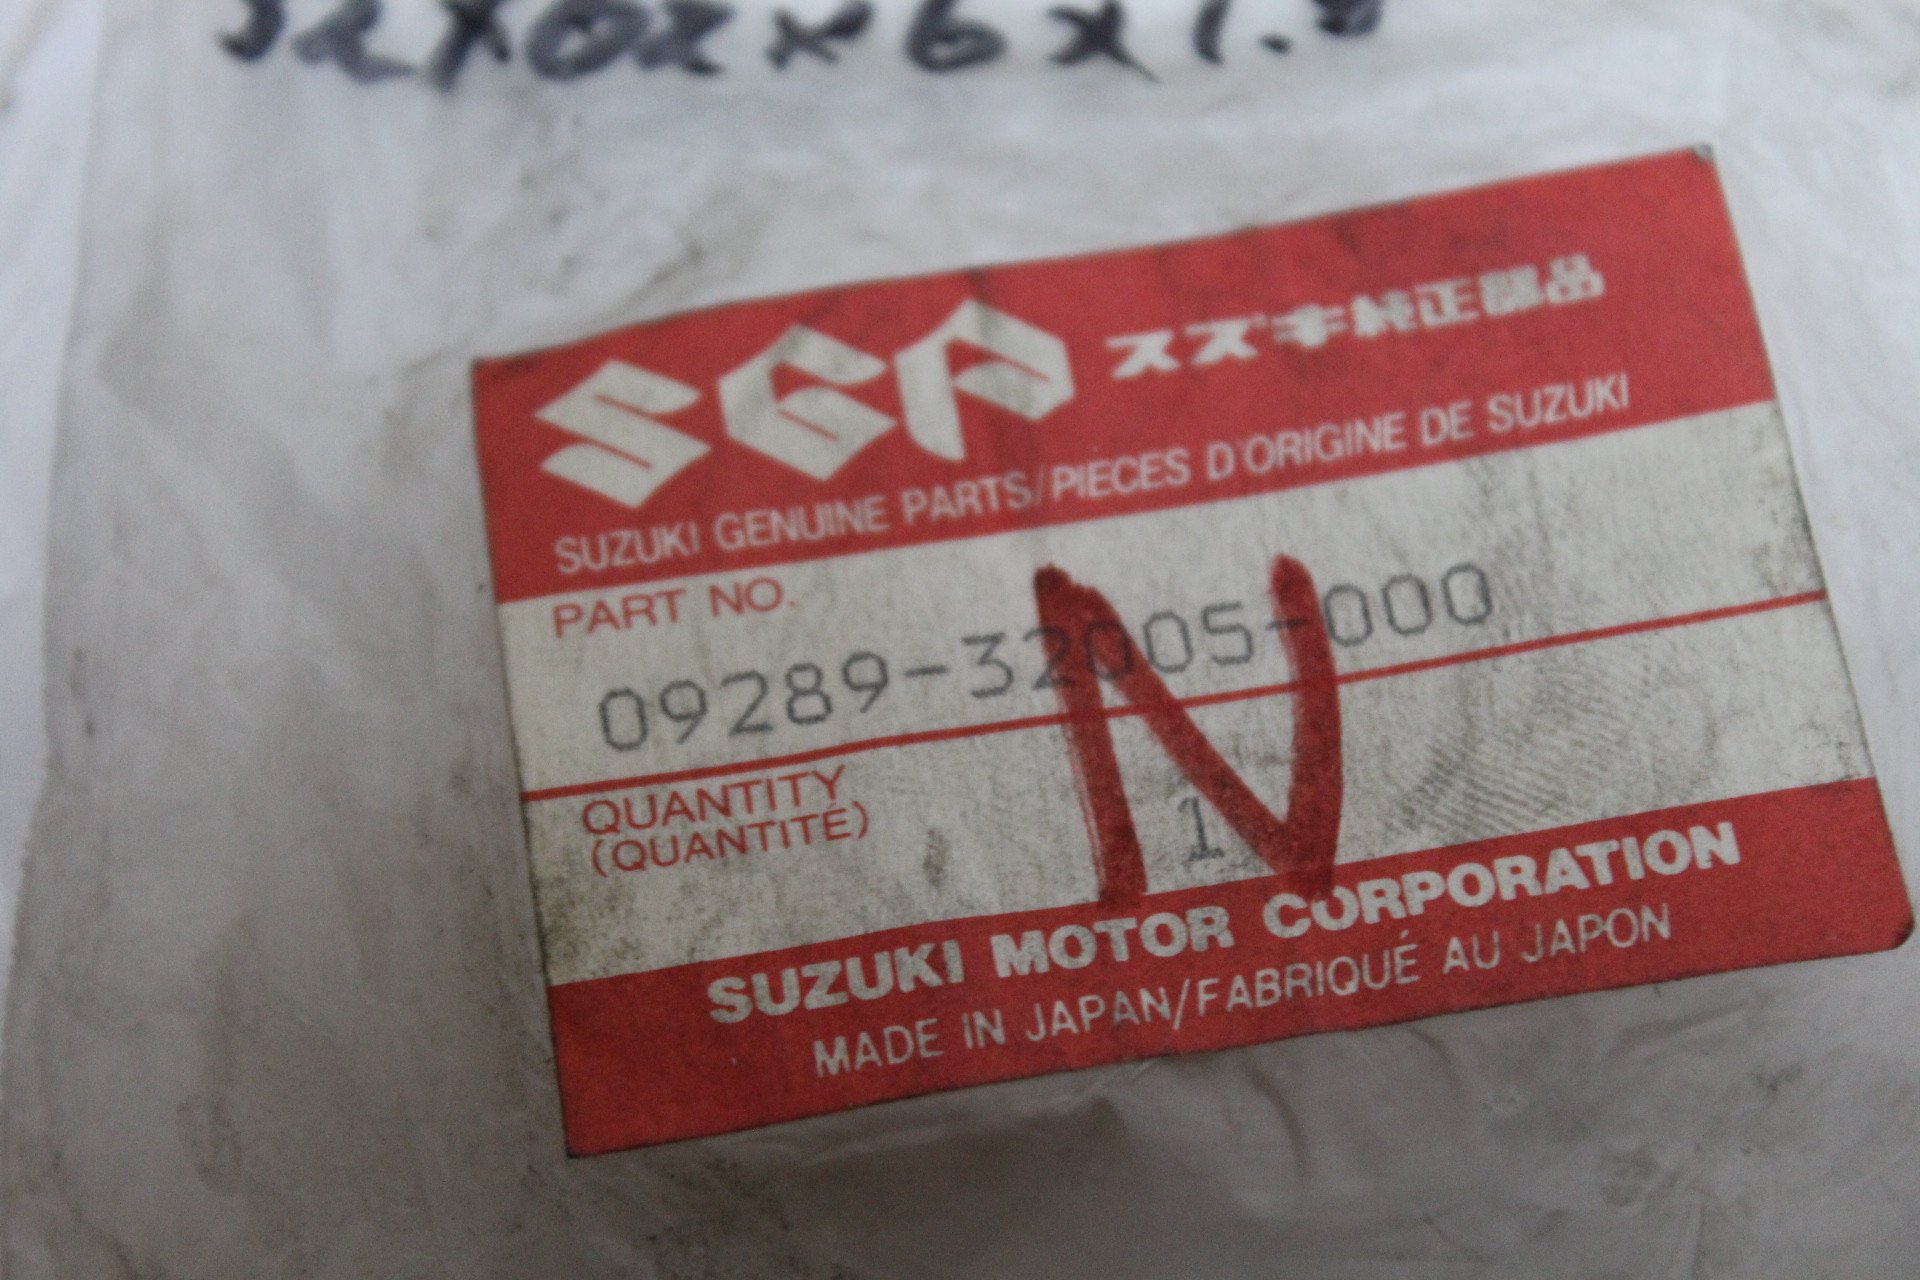 SGP スズキ純正部品
SUZUKI GENUINE PARTS/PIÈCES D'ORIGINE DE SUZUKI
PART NO.
09289-32005-000
N
QUANTITY
(QUANTITÉ)
1
SUZUKI MOTOR CORPORATION
MADE IN JAPAN/FABRIQUÉ AU JAPON